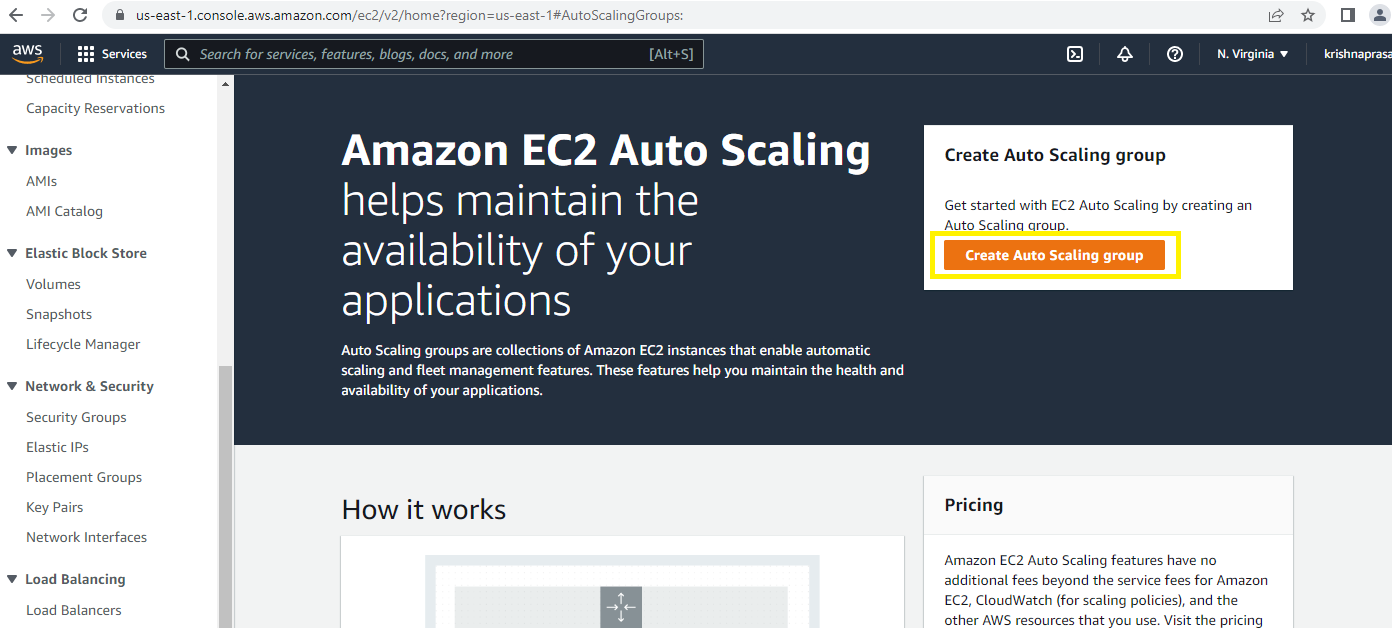 us-east-1.console.aws.amazon.com/ec2/v2/home?region=us-east-1#AutoScalingGroups:
aws
Services
Search for services, features, blogs, docs, and more
[Alt+S]
N. Virginia
krishnapras
Scheduled Instances
Capacity Reservations
Images
AMIs
AMI Catalog
Elastic Block Store
Volumes
Snapshots
Lifecycle Manager
Network & Security
Security Groups
Elastic IPs
Placement Groups
Key Pairs
Network Interfaces
Load Balancing
Load Balancers
Amazon EC2 Auto Scaling
helps maintain the
availability of your
applications
Auto Scaling groups are collections of Amazon EC2 instances that enable automatic
scaling and fleet management features. These features help you maintain the health and
availability of your applications.
Create Auto Scaling group
Get started with EC2 Auto Scaling by creating an
Auto Scaling group.
Create Auto Scaling group
How it works
Pricing
Amazon EC2 Auto Scaling features have no
additional fees beyond the service fees for Amazon
EC2, CloudWatch (for scaling policies), and the
other AWS resources that you use. Visit the pricing